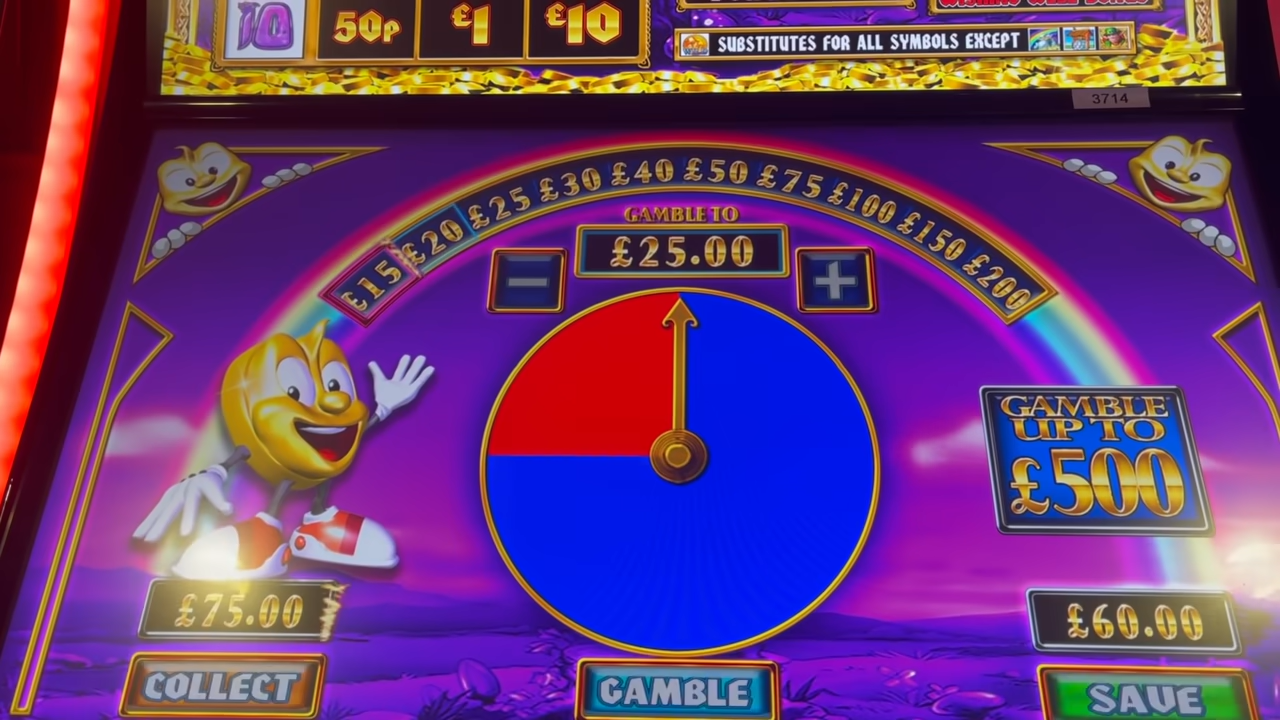 10 50p £1 £10
SUBSTITUTES FOR ALL SYMBOLS EXCEPT
3714
£15 £20 £25 £30 £40 £50 £75 £100 £150 £200
GAMBLE TO
£25.00
−
+
GAMBLE
UP TO
£500
£75.00
£60.00
COLLECT
GAMBLE
SAVE